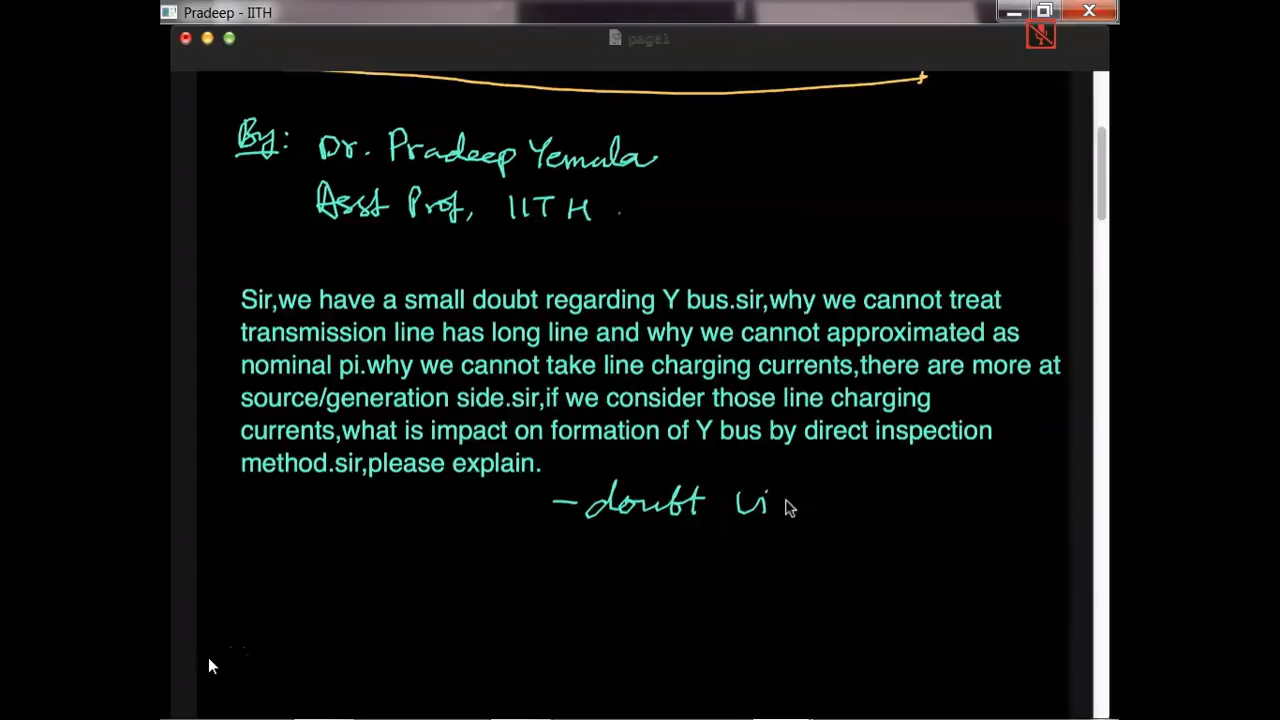 Pradeep - IITH
page1
By: Dr. Pradeep Yemula
Asst Prof, IITH.
Sir,we have a small doubt regarding Y bus.sir,why we cannot treat
transmission line has long line and why we cannot approximated as
nominal pi.why we cannot take line charging currents,there are more at
source/generation side.sir,if we consider those line charging
currents,what is impact on formation of Y bus by direct inspection
method.sir,please explain.
- doubt